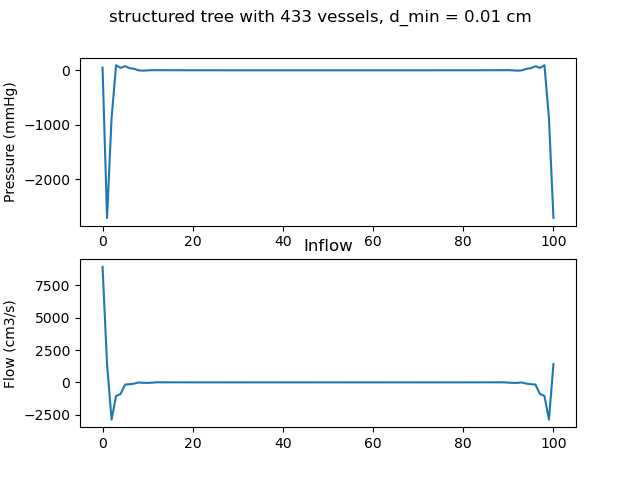 structured tree with 433 vessels, d_min = 0.01 cm
Pressure (mmHg)
0
−1000
−2000
0 20 40 60 80 100
Inflow
Flow (cm3/s)
7500
5000
2500
0
−2500
0 20 40 60 80 100